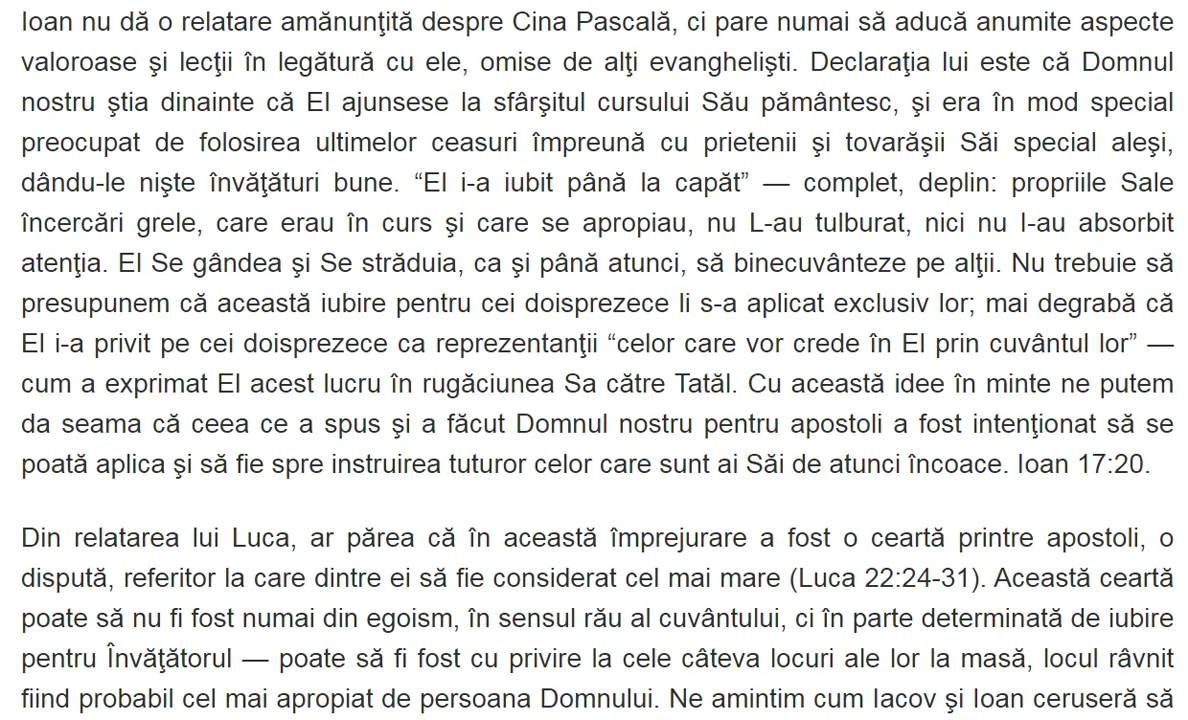 Ioan nu dă o relatare amănunţită despre Cina Pascală, ci pare numai să aducă anumite aspecte
valoroase şi lecţii în legătură cu ele, omise de alţi evanghelişti. Declaraţia lui este că Domnul
nostru ştia dinainte că El ajunsese la sfârşitul cursului Său pământesc, şi era în mod special
preocupat de folosirea ultimelor ceasuri împreună cu prietenii şi tovarăşii Săi special aleşi,
dându-le nişte învăţături bune. “El i-a iubit până la capăt” — complet, deplin: propriile Sale
încercări grele, care erau în curs şi care se apropiau, nu L-au tulburat, nici nu I-au absorbit
atenţia. El Se gândea şi Se străduia, ca şi până atunci, să binecuvânteze pe alţii. Nu trebuie să
presupunem că această iubire pentru cei doisprezece li s-a aplicat exclusiv lor; mai degrabă că
El i-a privit pe cei doisprezece ca reprezentanţii “celor care vor crede în El prin cuvântul lor” —
cum a exprimat El acest lucru în rugăciunea Sa către Tatăl. Cu această idee în minte ne putem
da seama că ceea ce a spus şi a făcut Domnul nostru pentru apostoli a fost intenţionat să se
poată aplica şi să fie spre instruirea tuturor celor care sunt ai Săi de atunci încoace. Ioan 17:20.
Din relatarea lui Luca, ar părea că în această împrejurare a fost o ceartă printre apostoli, o
dispută, referitor la care dintre ei să fie considerat cel mai mare (Luca 22:24-31). Această ceartă
poate să nu fi fost numai din egoism, în sensul rău al cuvântului, ci în parte determinată de iubire
pentru Învăţătorul — poate să fi fost cu privire la cele câteva locuri ale lor la masă, locul râvnit
fiind probabil cel mai apropiat de persoana Domnului. Ne amintim cum Iacov şi Ioan ceruseră să